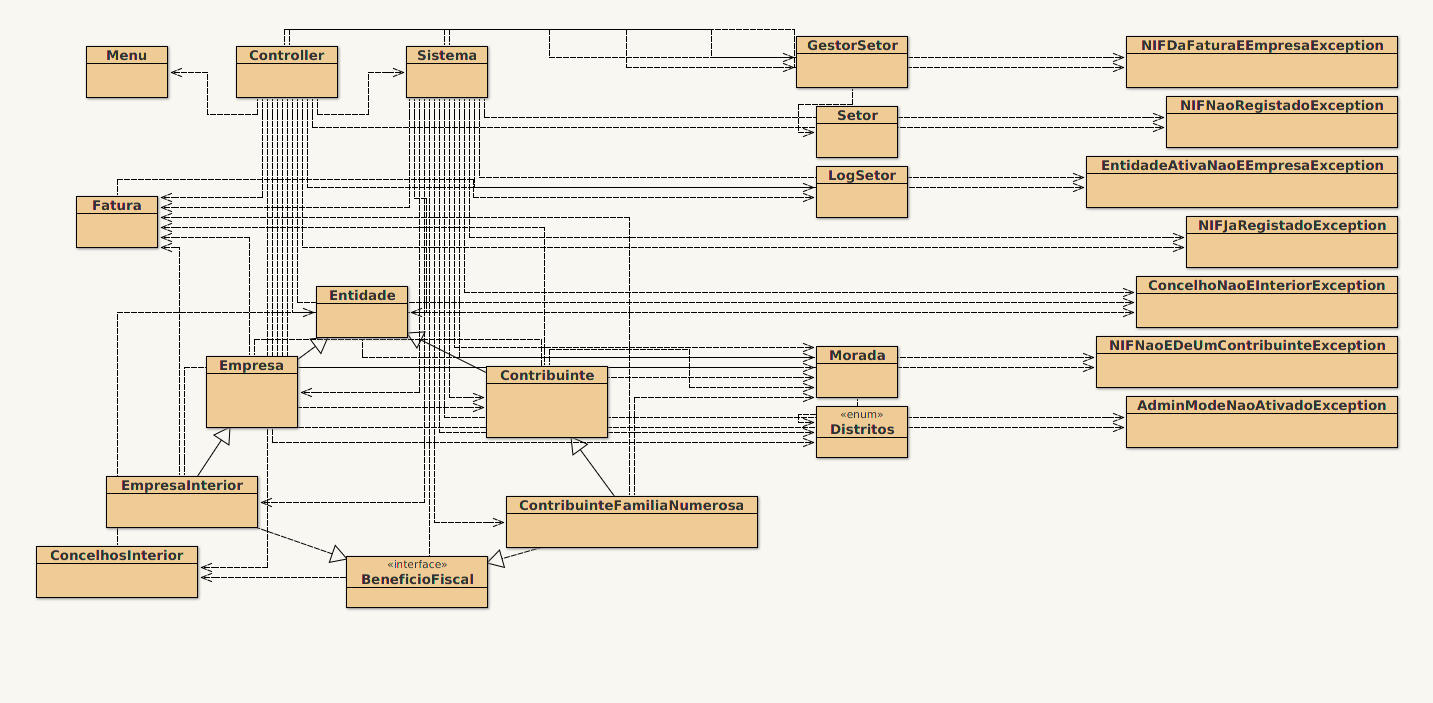 Menu
Controller
Sistema
GestorSetor
NIFDaFaturaEEmpresaException
Setor
NIFNaoRegistadoException
LogSetor
EntidadeAtivaNaoEEmpresaException
Fatura
NIFJaRegistadoException
Entidade
ConcelhoNaoEInteriorException
Empresa
Contribuinte
Morada
NIFNaoEDeUmContribuinteException
«enum»
Distritos
AdminModeNaoAtivadoException
EmpresaInterior
ContribuinteFamiliaNumerosa
ConcelhosInterior
«interface»
BeneficioFiscal